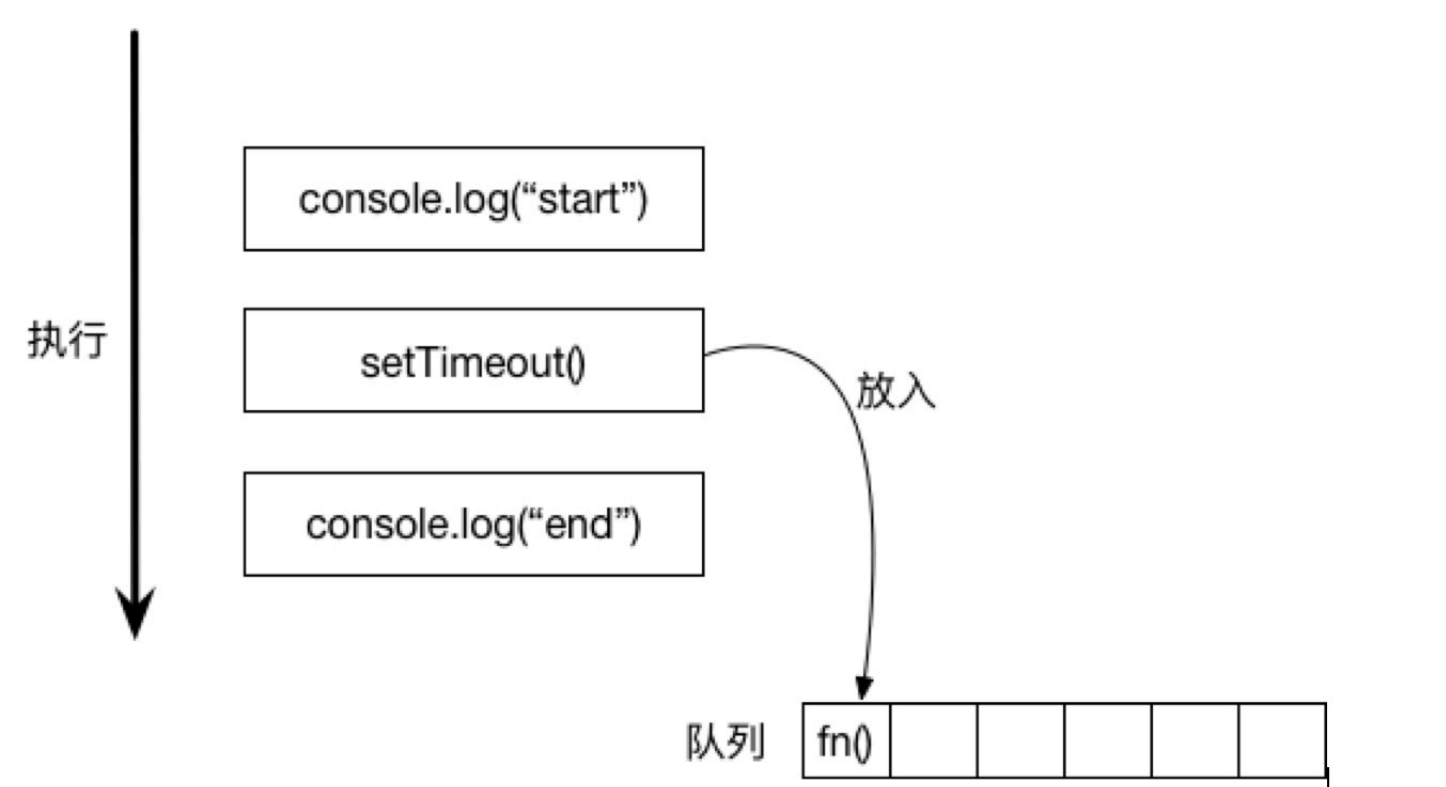 console.log(“start”)
执行
setTimeout()
放入
console.log(“end”)
队列
fn()